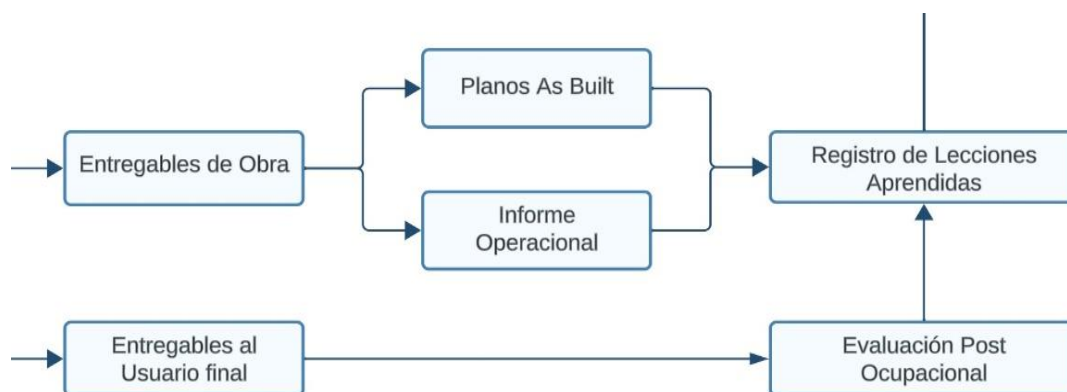 Planos As Built
Entregables de Obra
Registro de Lecciones
Aprendidas
Informe
Operacional
Entregables al
Usuario final
Evaluación Post
Ocupacional